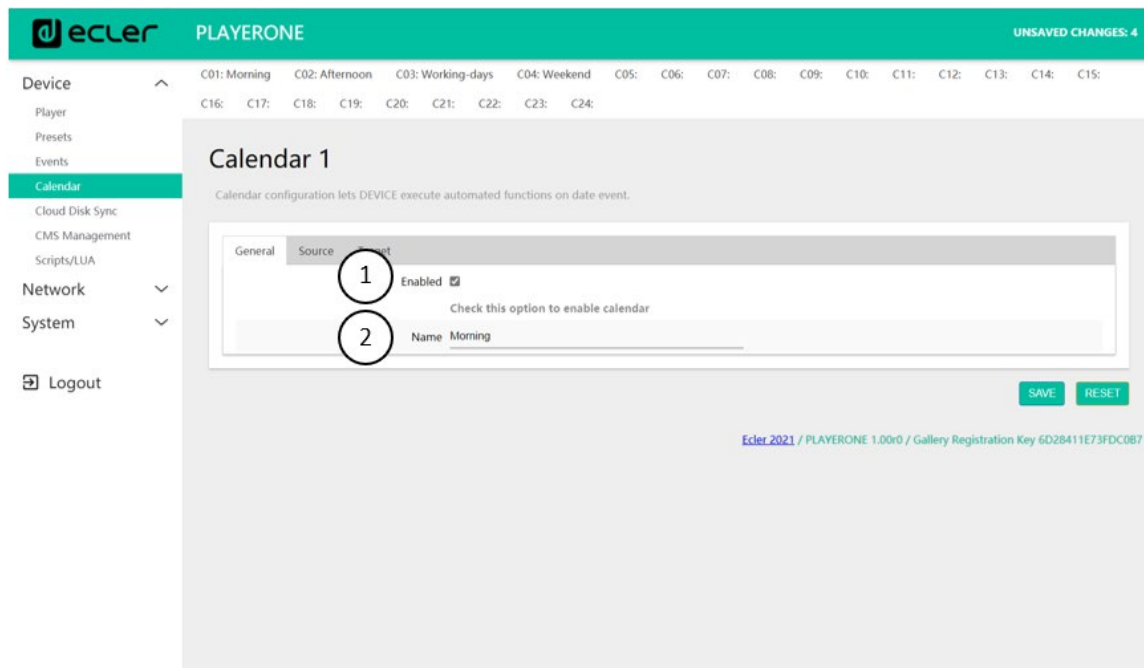 ecler PLAYERONE UNSAVED CHANGES: 4
Device
Player
Presets
Events
Calendar
Cloud Disk Sync
CMS Management
Scripts/LUA
Network
System
Logout
C01: Morning C02: Afternoon C03: Working-days C04: Weekend C05: C06: C07: C08: C09: C10: C11: C12: C13: C14: C15:
C16: C17: C18: C19: C20: C21: C22: C23: C24:
Calendar 1
Calendar configuration lets DEVICE execute automated functions on date event.
General Source Target
1 Enabled
Check this option to enable calendar
2 Name Morning
SAVE RESET
Ecler 2021 / PLAYERONE 1.00r0 / Gallery Registration Key 6D28411E73FDC0B7